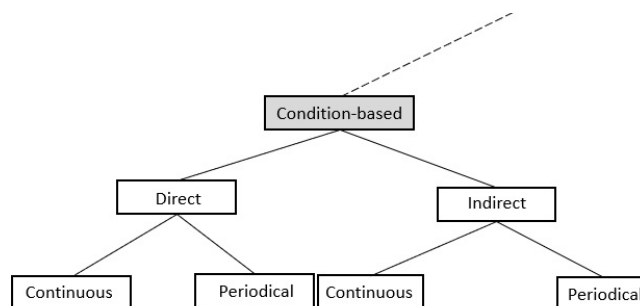 Condition-based
Direct
Indirect
Continuous
Periodical
Continuous
Periodical